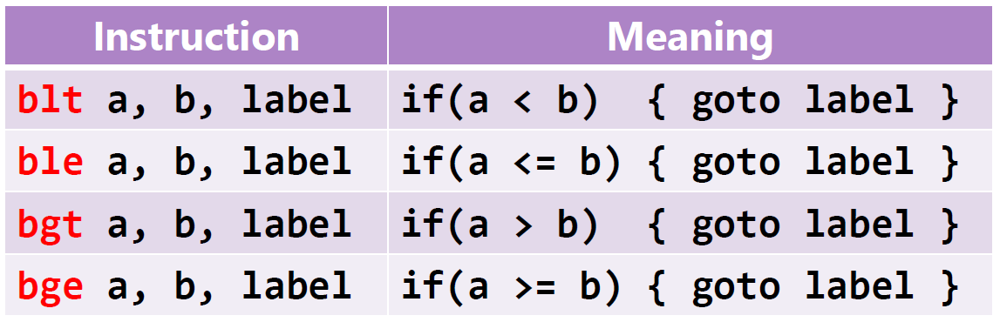 Instruction Meaning
blt a, b, label if(a < b) { goto label }
ble a, b, label if(a <= b) { goto label }
bgt a, b, label if(a > b) { goto label }
bge a, b, label if(a >= b) { goto label }